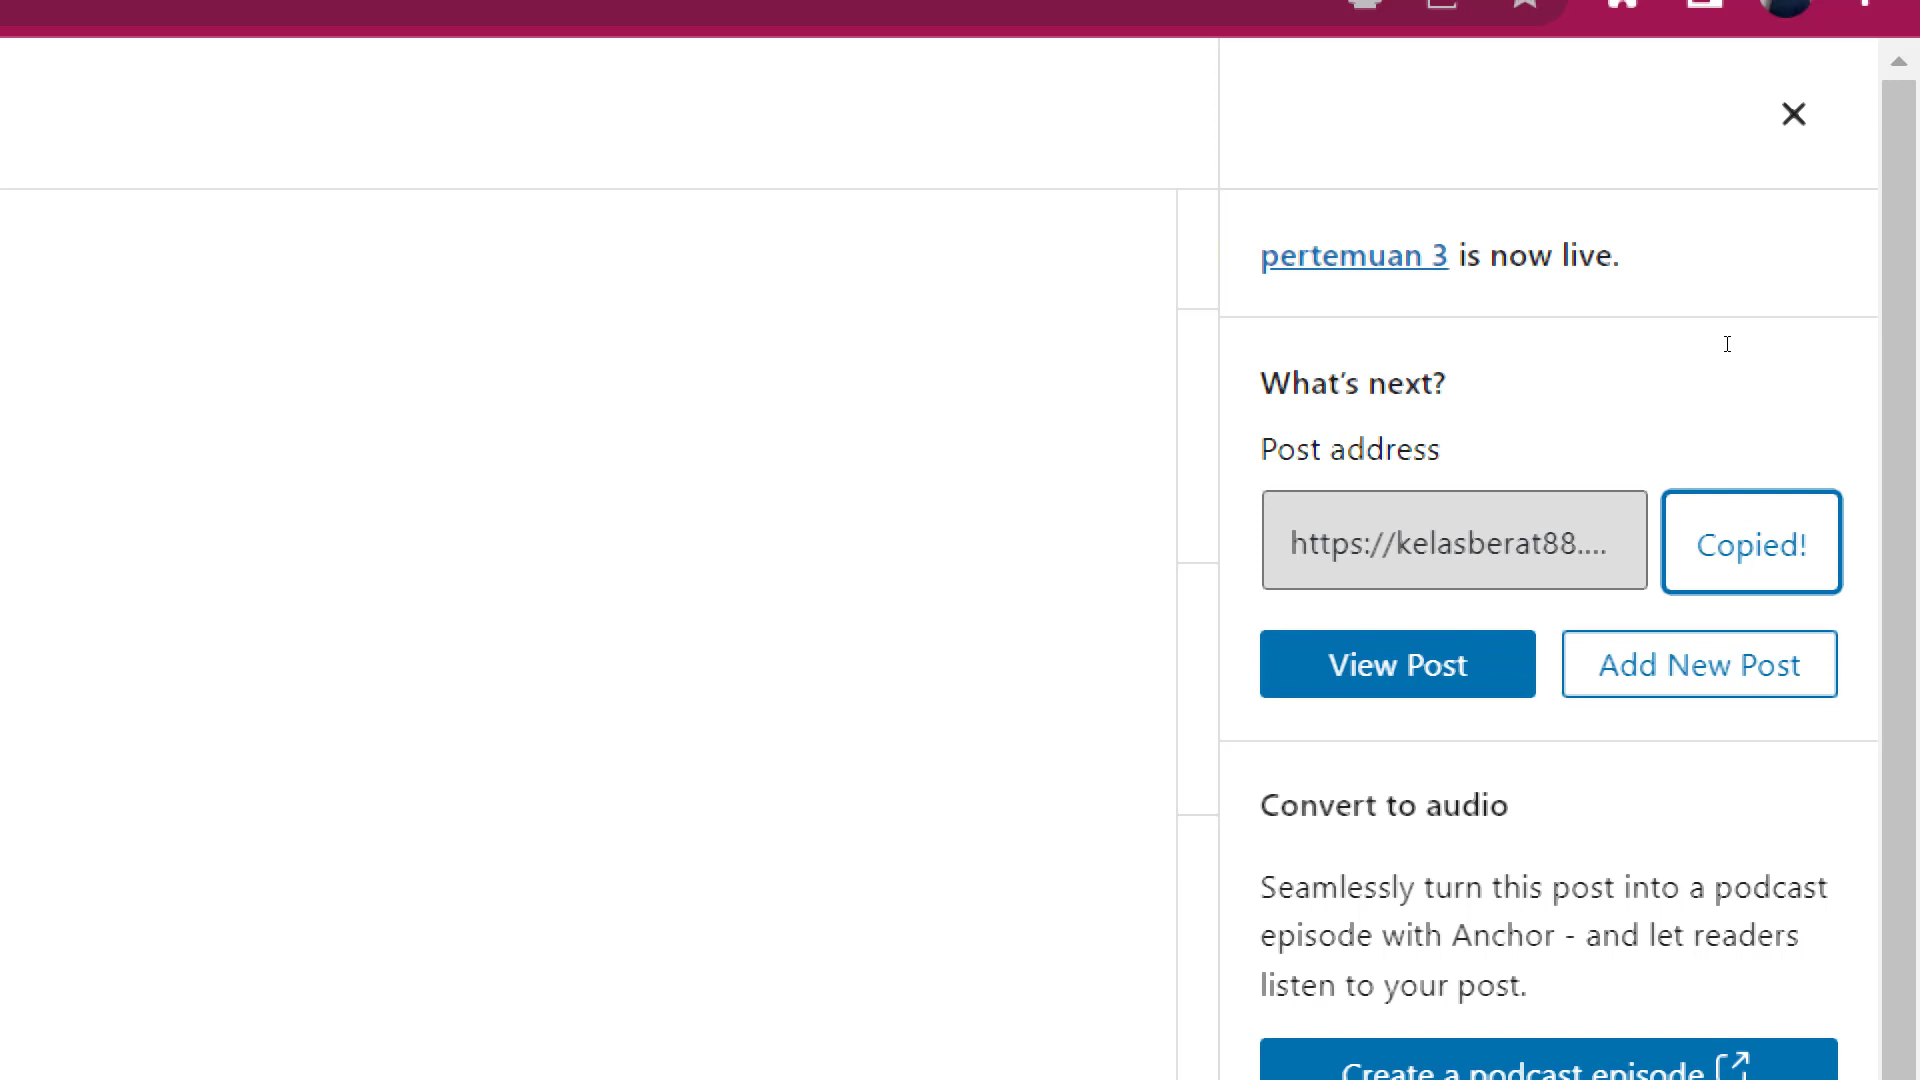 pertemuan 3 is now live.
What's next?
Post address
https://kelasberat88....
Copied!
View Post
Add New Post
Convert to audio
Seamlessly turn this post into a podcast
episode with Anchor - and let readers
listen to your post.
Create a podcast episode